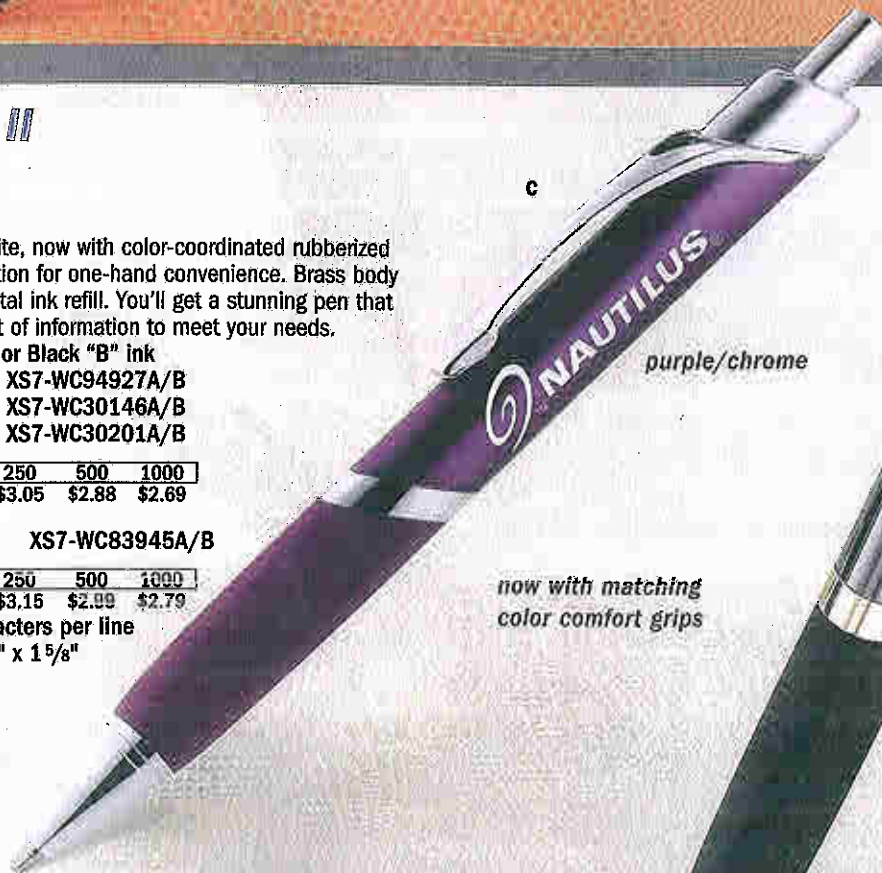 II
c
ite, now with color-coordinated rubberized
tion for one-hand convenience. Brass body
tal ink refill. You'll get a stunning pen that
t of information to meet your needs.
or Black "B" ink
XS7-WC94927A/B
XS7-WC30146A/B
XS7-WC30201A/B
250 500 1000
$3.05 $2.88 $2.69
XS7-WC83945A/B
250 500 1000
$3.15 $2.99 $2.79
acters per line
" x 1 5/8"
NAUTILUS
purple/chrome
now with matching
color comfort grips